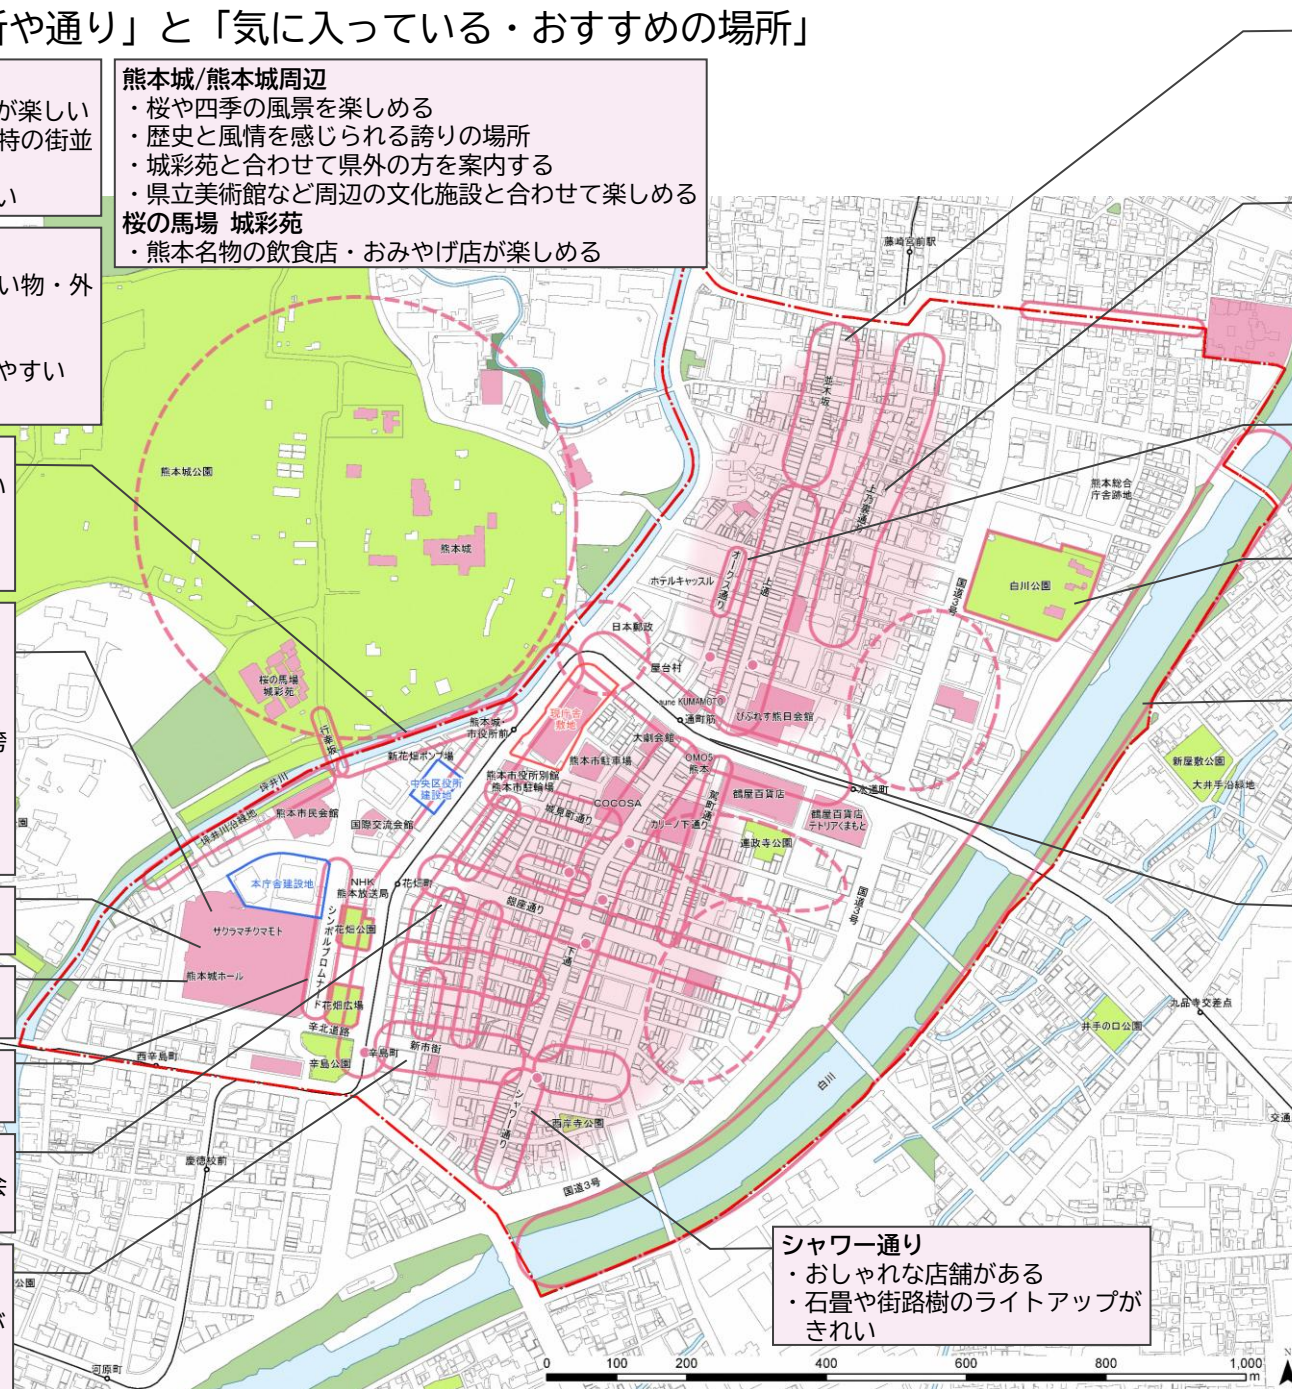 所や通り」と「気に入っている・おすすめの場所」
が楽しい
特の街並
い
い物・外
やすい
い
誇
会
が
熊本城/熊本城周辺
・桜や四季の風景を楽しめる
・歴史と風情を感じられる誇りの場所
・城彩苑と合わせて県外の方を案内する
・県立美術館など周辺の文化施設と合わせて楽しめる
桜の馬場 城彩苑
・熊本名物の飲食店・おみやげ店が楽しめる
藤崎宮前駅
並木坂
上乃裏通り
熊本城公園
熊本総合
庁舎跡地
熊本城
オークス通り
上通
ホテルキャッスル
国道3号
白川公園
日本郵政
屋台村
桜の馬場
城彩苑
行幸坂
熊本城・
市役所前
現庁舎
敷地
通町筋
びぷれす熊日会館
大劇会館
新花畑ポンプ場
熊本市駐車場
OMO5
熊本
新屋敷公園
大井手沿緑地
坪井川
中央区役所
建設地
熊本市役所別館
熊本市駐輪場
COCOSA
鶴屋百貨店
水道町
鶴屋百貨店
テトリアくまもと
駕町通り
城見町通り
カリーノ下通り
坪井川沿緑地
熊本市民会館
国際交流会館
蓮政寺公園
園
本庁舎建設地
NHK
熊本放送局
花畑町
国道3号
銀座通り
サクラマチクマモト
シンボルプロムナード
花畑公園
下通
熊本城ホール
花畑広場
九品寺交差点
井手の口公園
辛北道路
西辛島町
辛島公園
辛島町
新市街
白川
シャワー通り
西岸寺公園
交通
慶徳校前
国道3号
公園
河原町
シャワー通り
・おしゃれな店舗がある
・石畳や街路樹のライトアップが
きれい
0 100 200 400 600 800 1,000
m
N